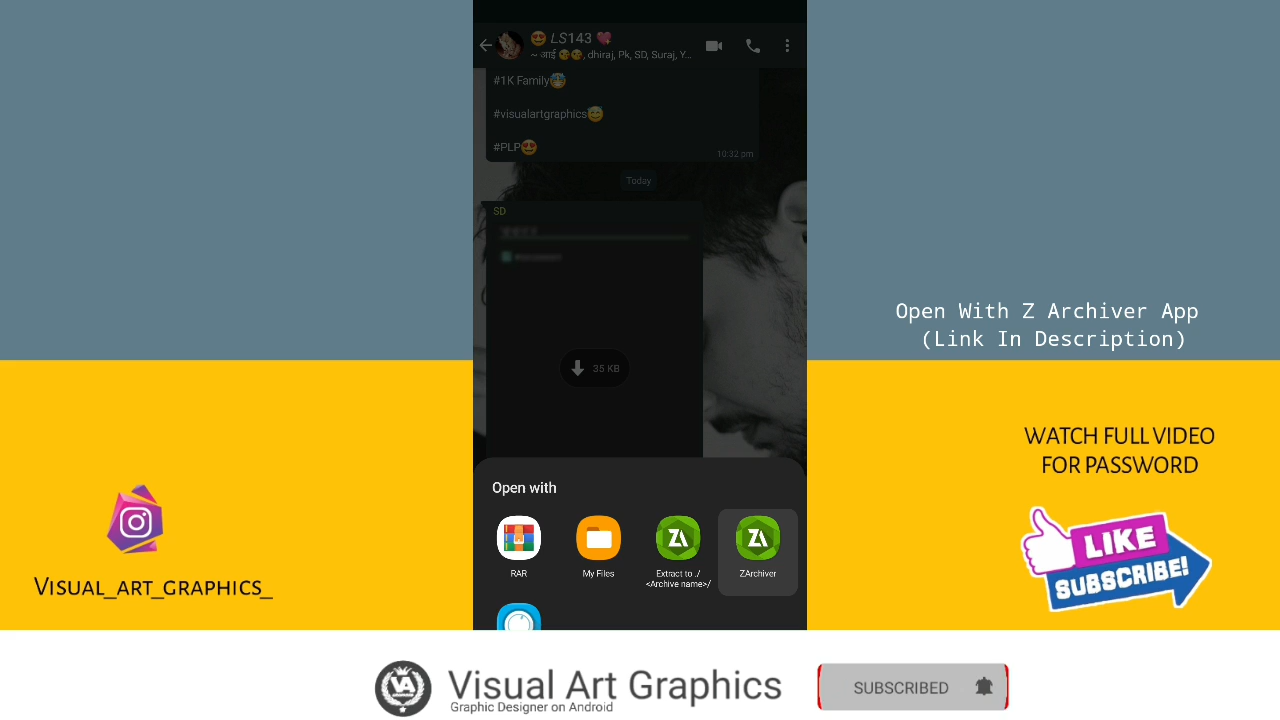 😍 LS143 💘
~ आई 😘😘, dhiraj, Pk, SD, Suraj, Y...
#1K Family😇
#visualartgraphics😇
#PLP😍
10:32 pm
Today
SD
35 KB
Open With Z Archiver App
(Link In Description)
WATCH FULL VIDEO
FOR PASSWORD
LIKE
SUBSCRIBE!
Visual_art_graphics_
Open with
RAR
My Files
Extract to ./
<Archive name>/
ZArchiver
VA
Visual Art Graphics
Graphic Designer on Android
SUBSCRIBED